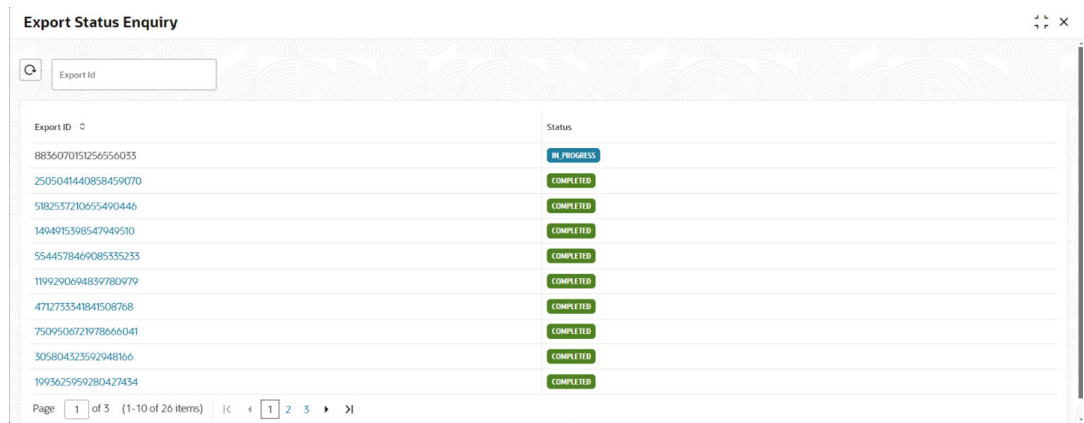 Export Status Enquiry
Export Id
Export ID Status
8836070151256556033 IN_PROGRESS
2505041440858459070 COMPLETED
5182537210655490446 COMPLETED
1494915398547949510 COMPLETED
5544578469085335233 COMPLETED
1199290694839780979 COMPLETED
4712733341841508768 COMPLETED
7509506721978666041 COMPLETED
305804323592948166 COMPLETED
1993625959280427434 COMPLETED
Page 1 of 3 (1-10 of 26 items) 1 2 3